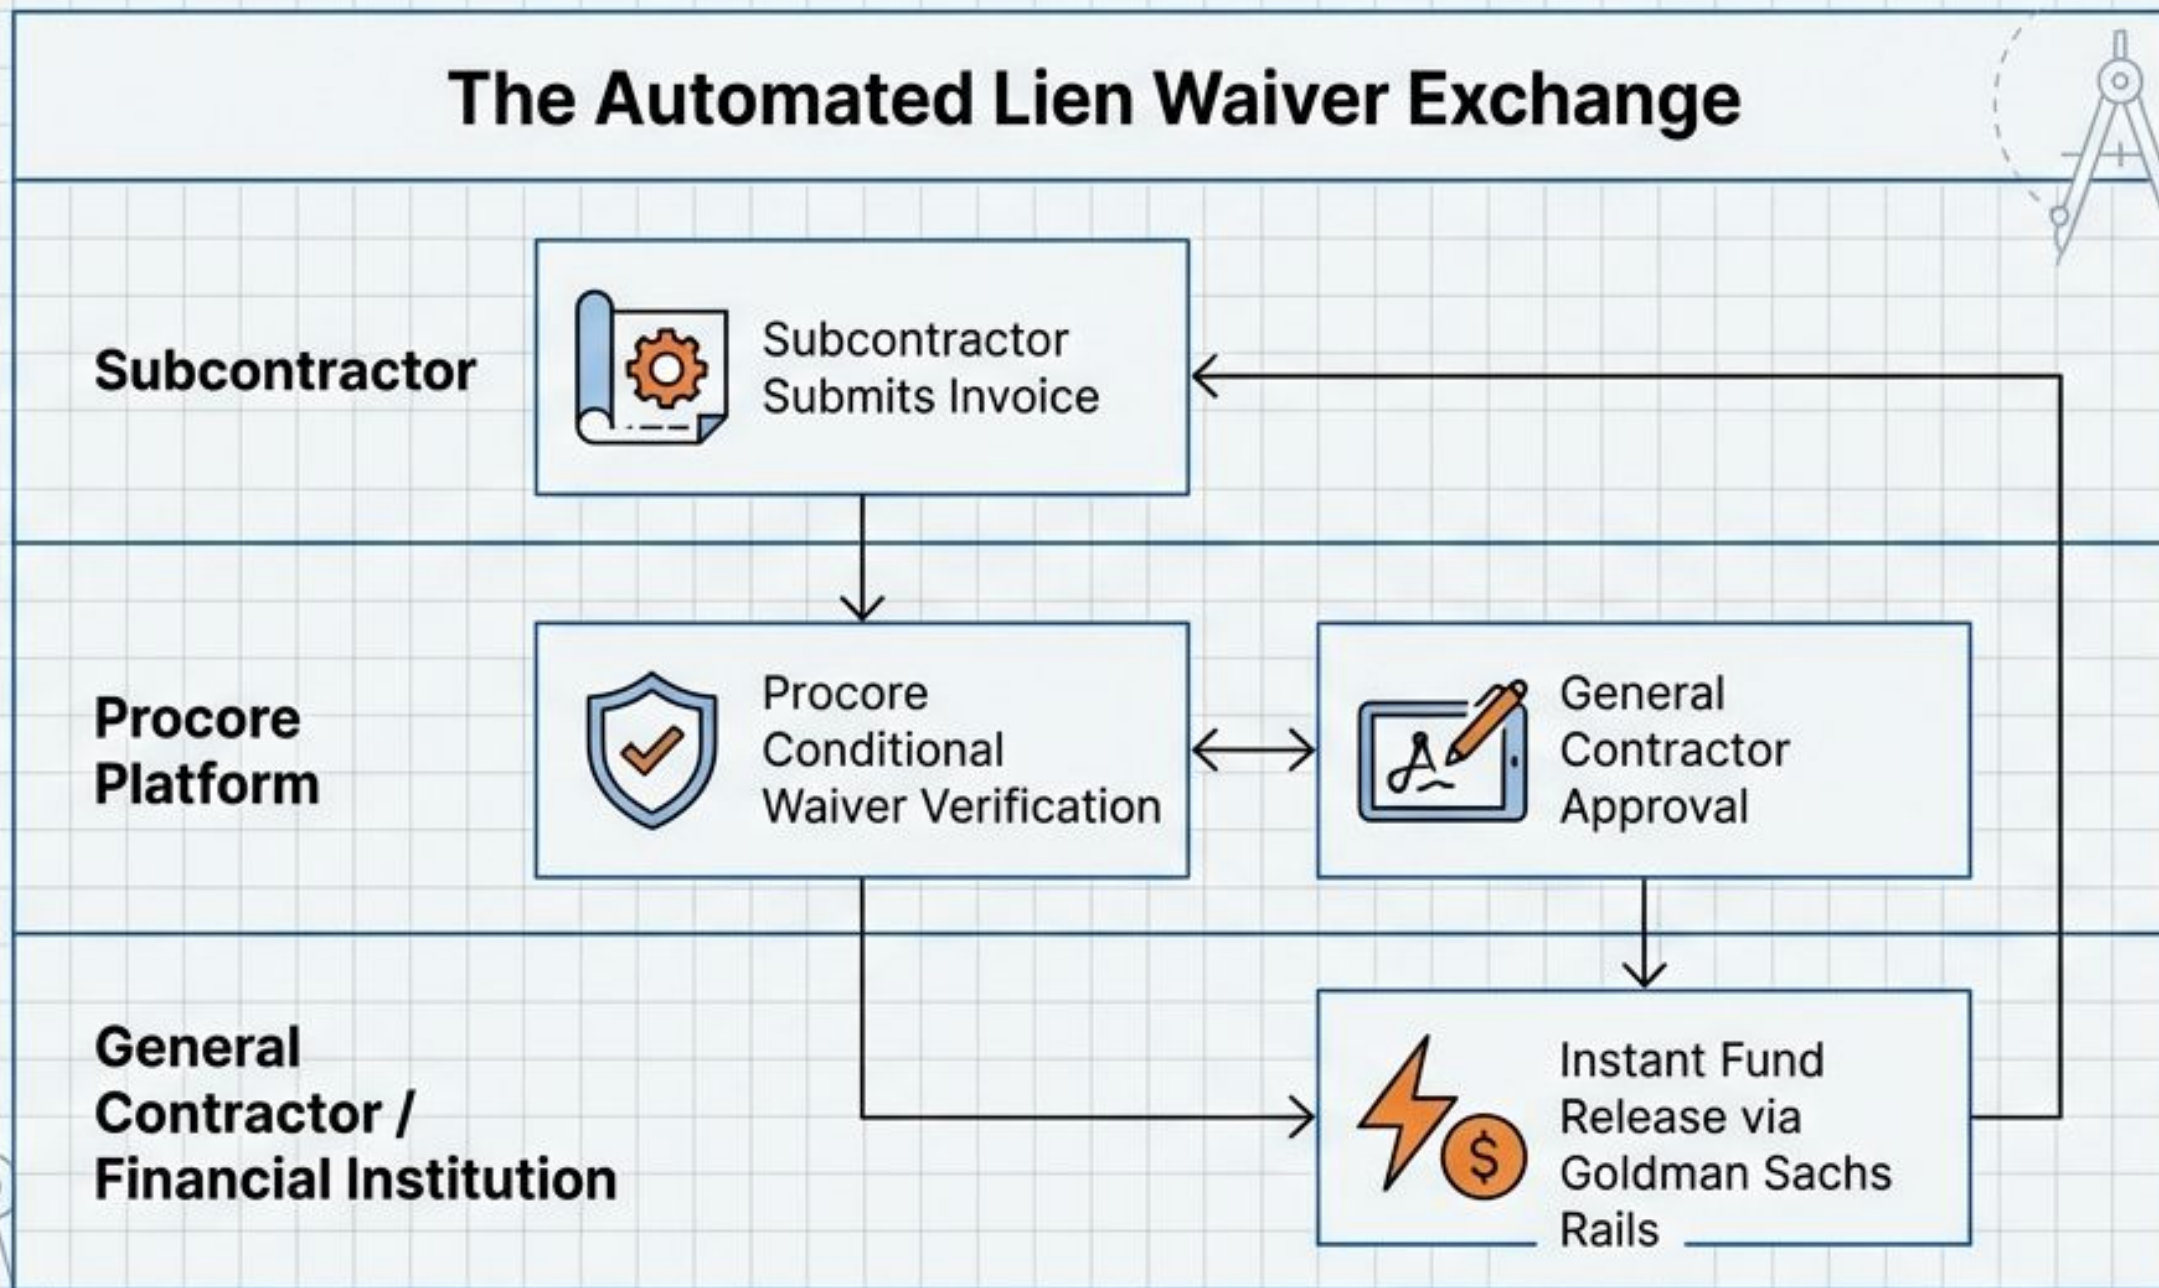 The Automated Lien Waiver Exchange
Subcontractor
Subcontractor
Submits Invoice
Procore
Platform
Procore
Conditional
Waiver Verification
General
Contractor
Approval
General
Contractor /
Financial Institution
Instant Fund
Release via
Goldman Sachs
Rails
$